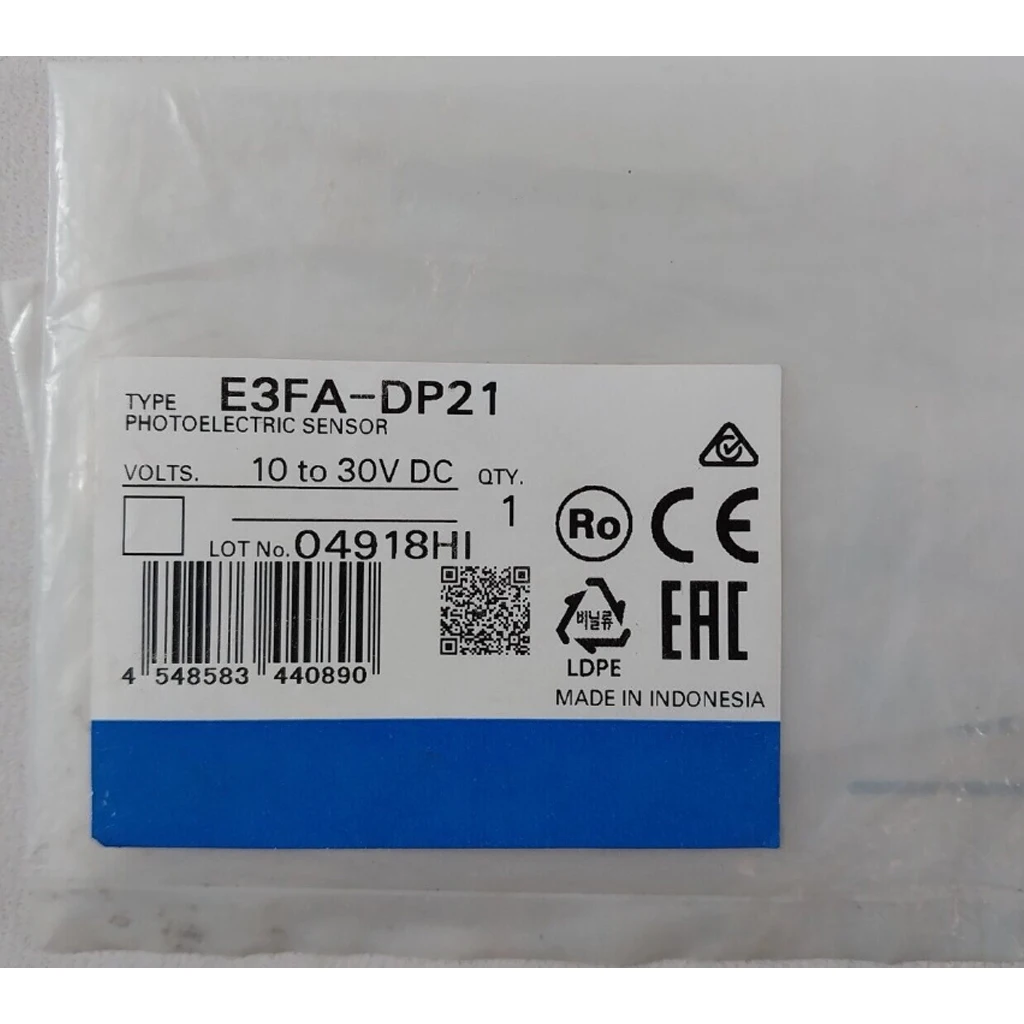 TYPE E3FA-DP21
PHOTOELECTRIC SENSOR
VOLTS. 10 to 30V DC QTY.
1
LOT No. 04918HI
4 548583 440890
Ro CE
비닐류
LDPE
EAC
MADE IN INDONESIA